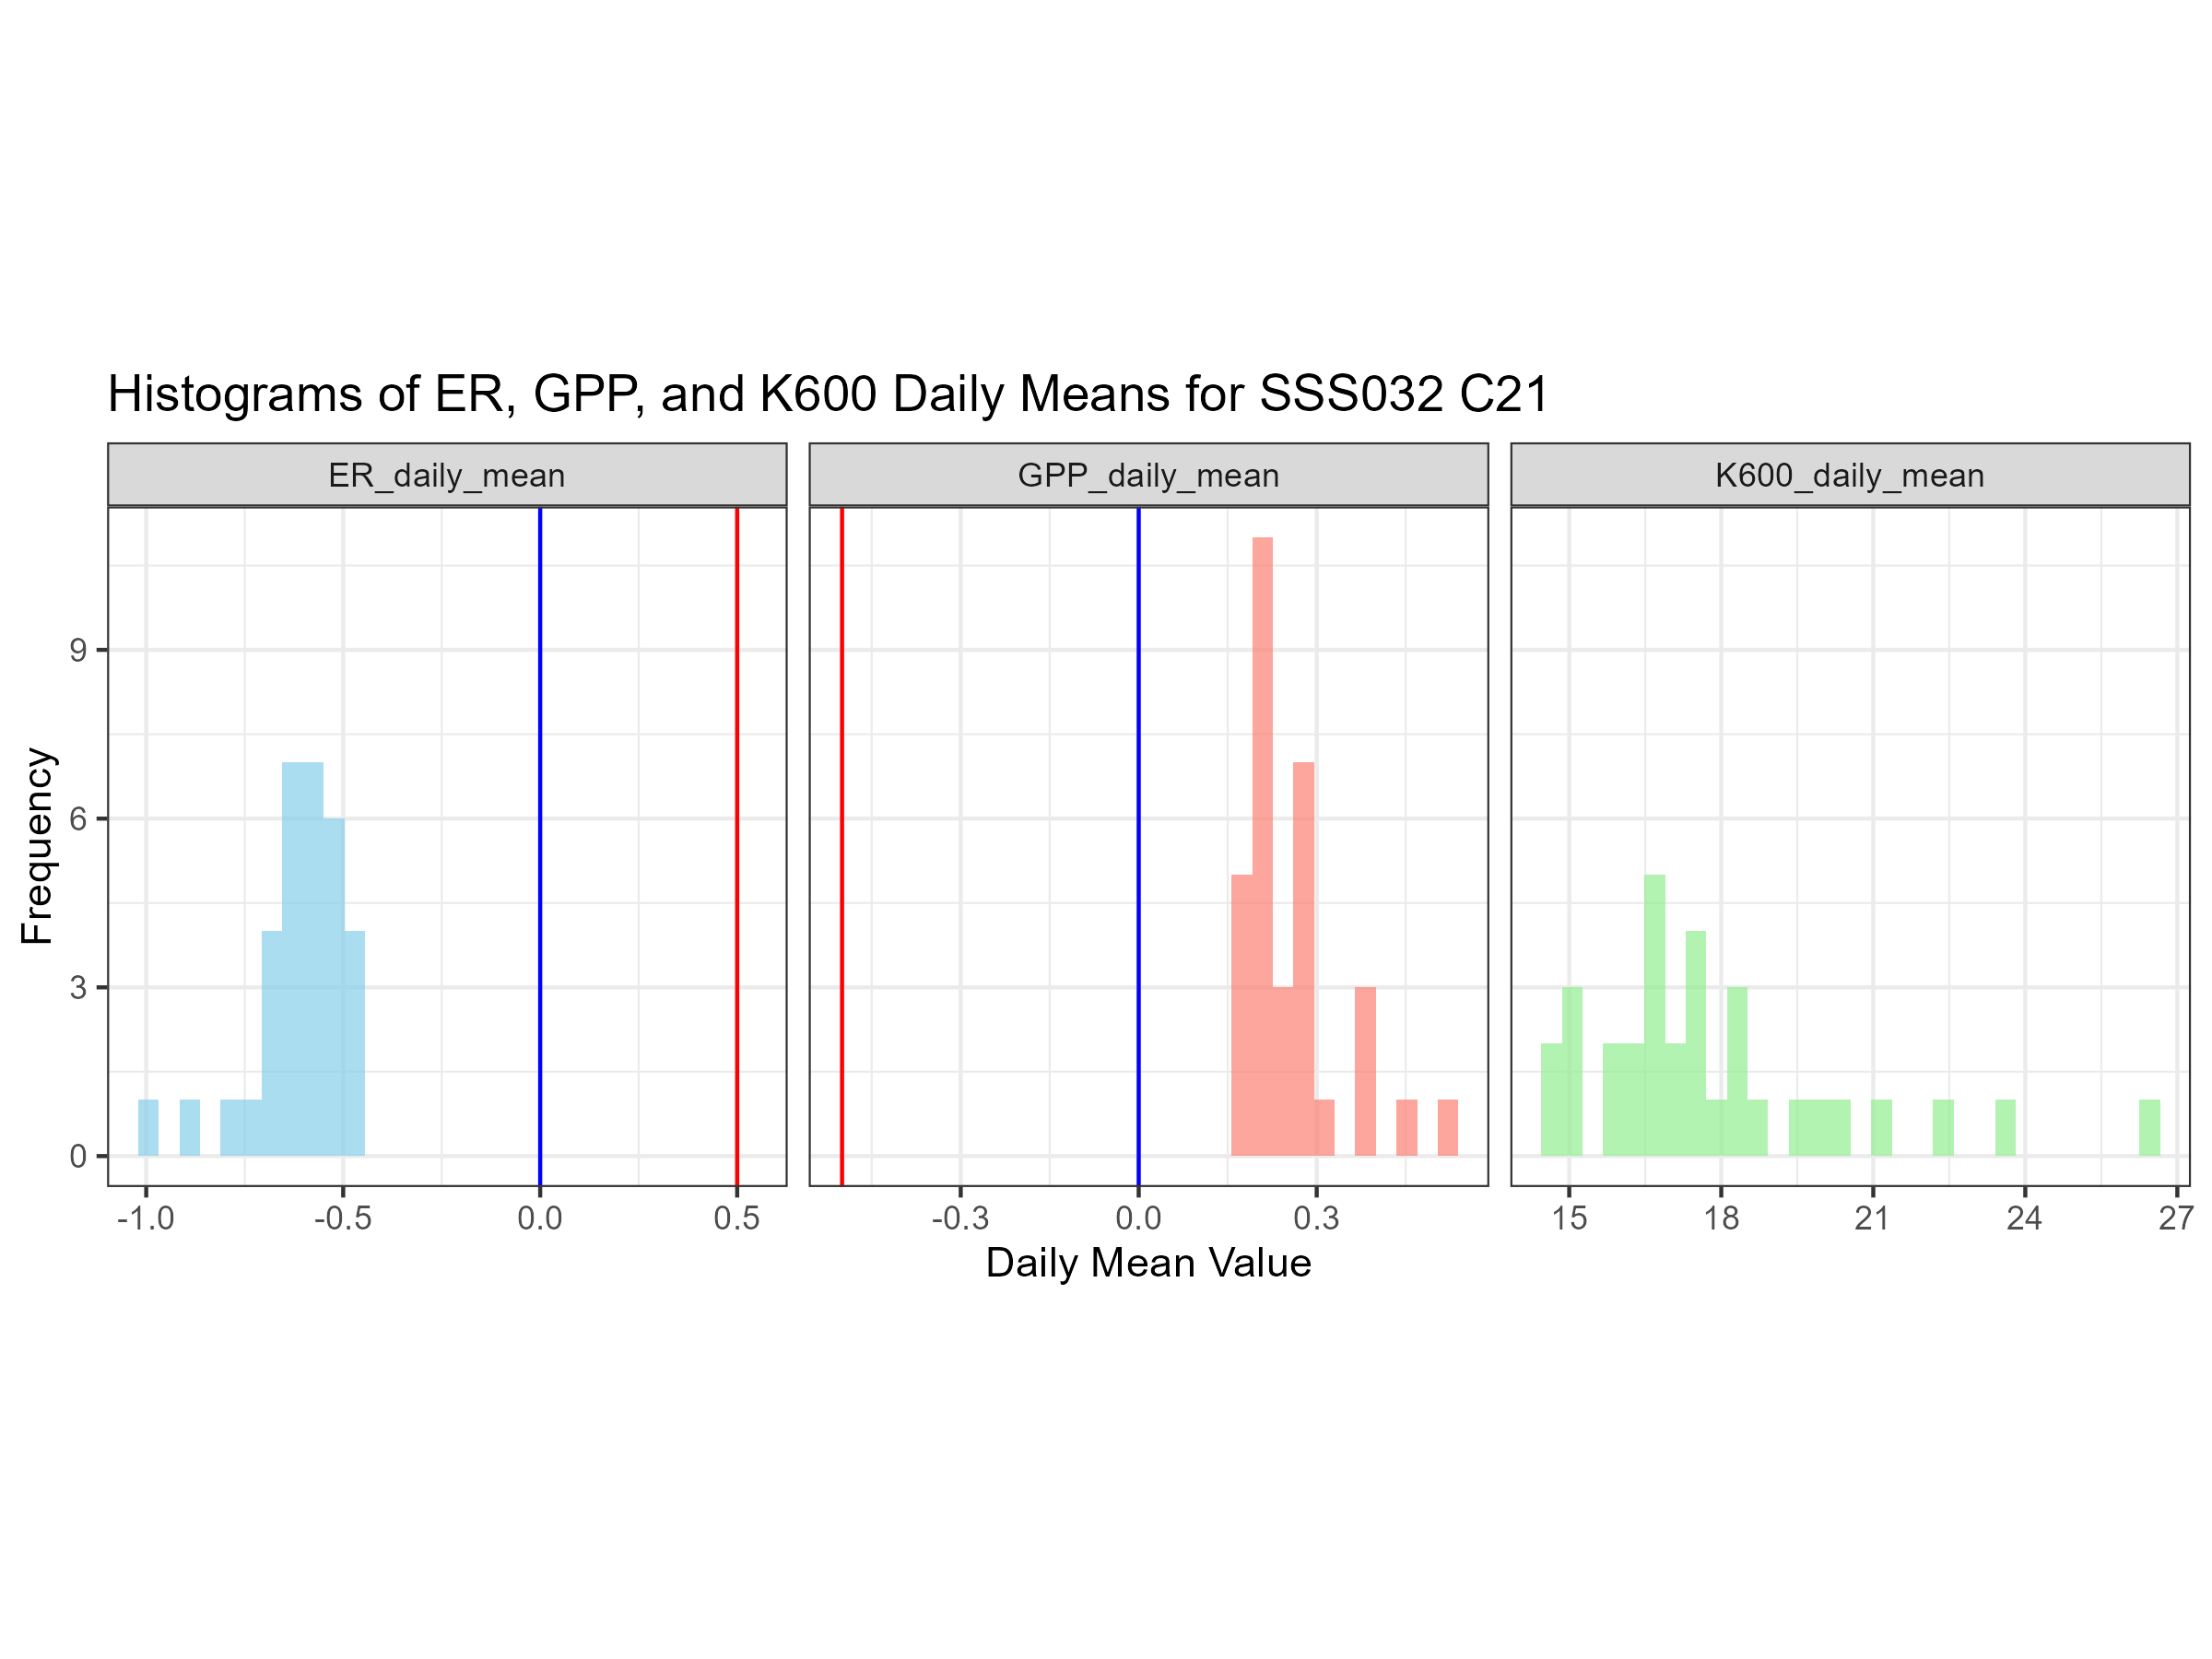 Histograms of ER, GPP, and K600 Daily Means for SSS032 C21
ER_daily_mean
GPP_daily_mean
K600_daily_mean
Frequency
9
6
3
0
-1.0
-0.5
0.0
0.5
-0.3
0.0
0.3
15
18
21
24
27
Daily Mean Value